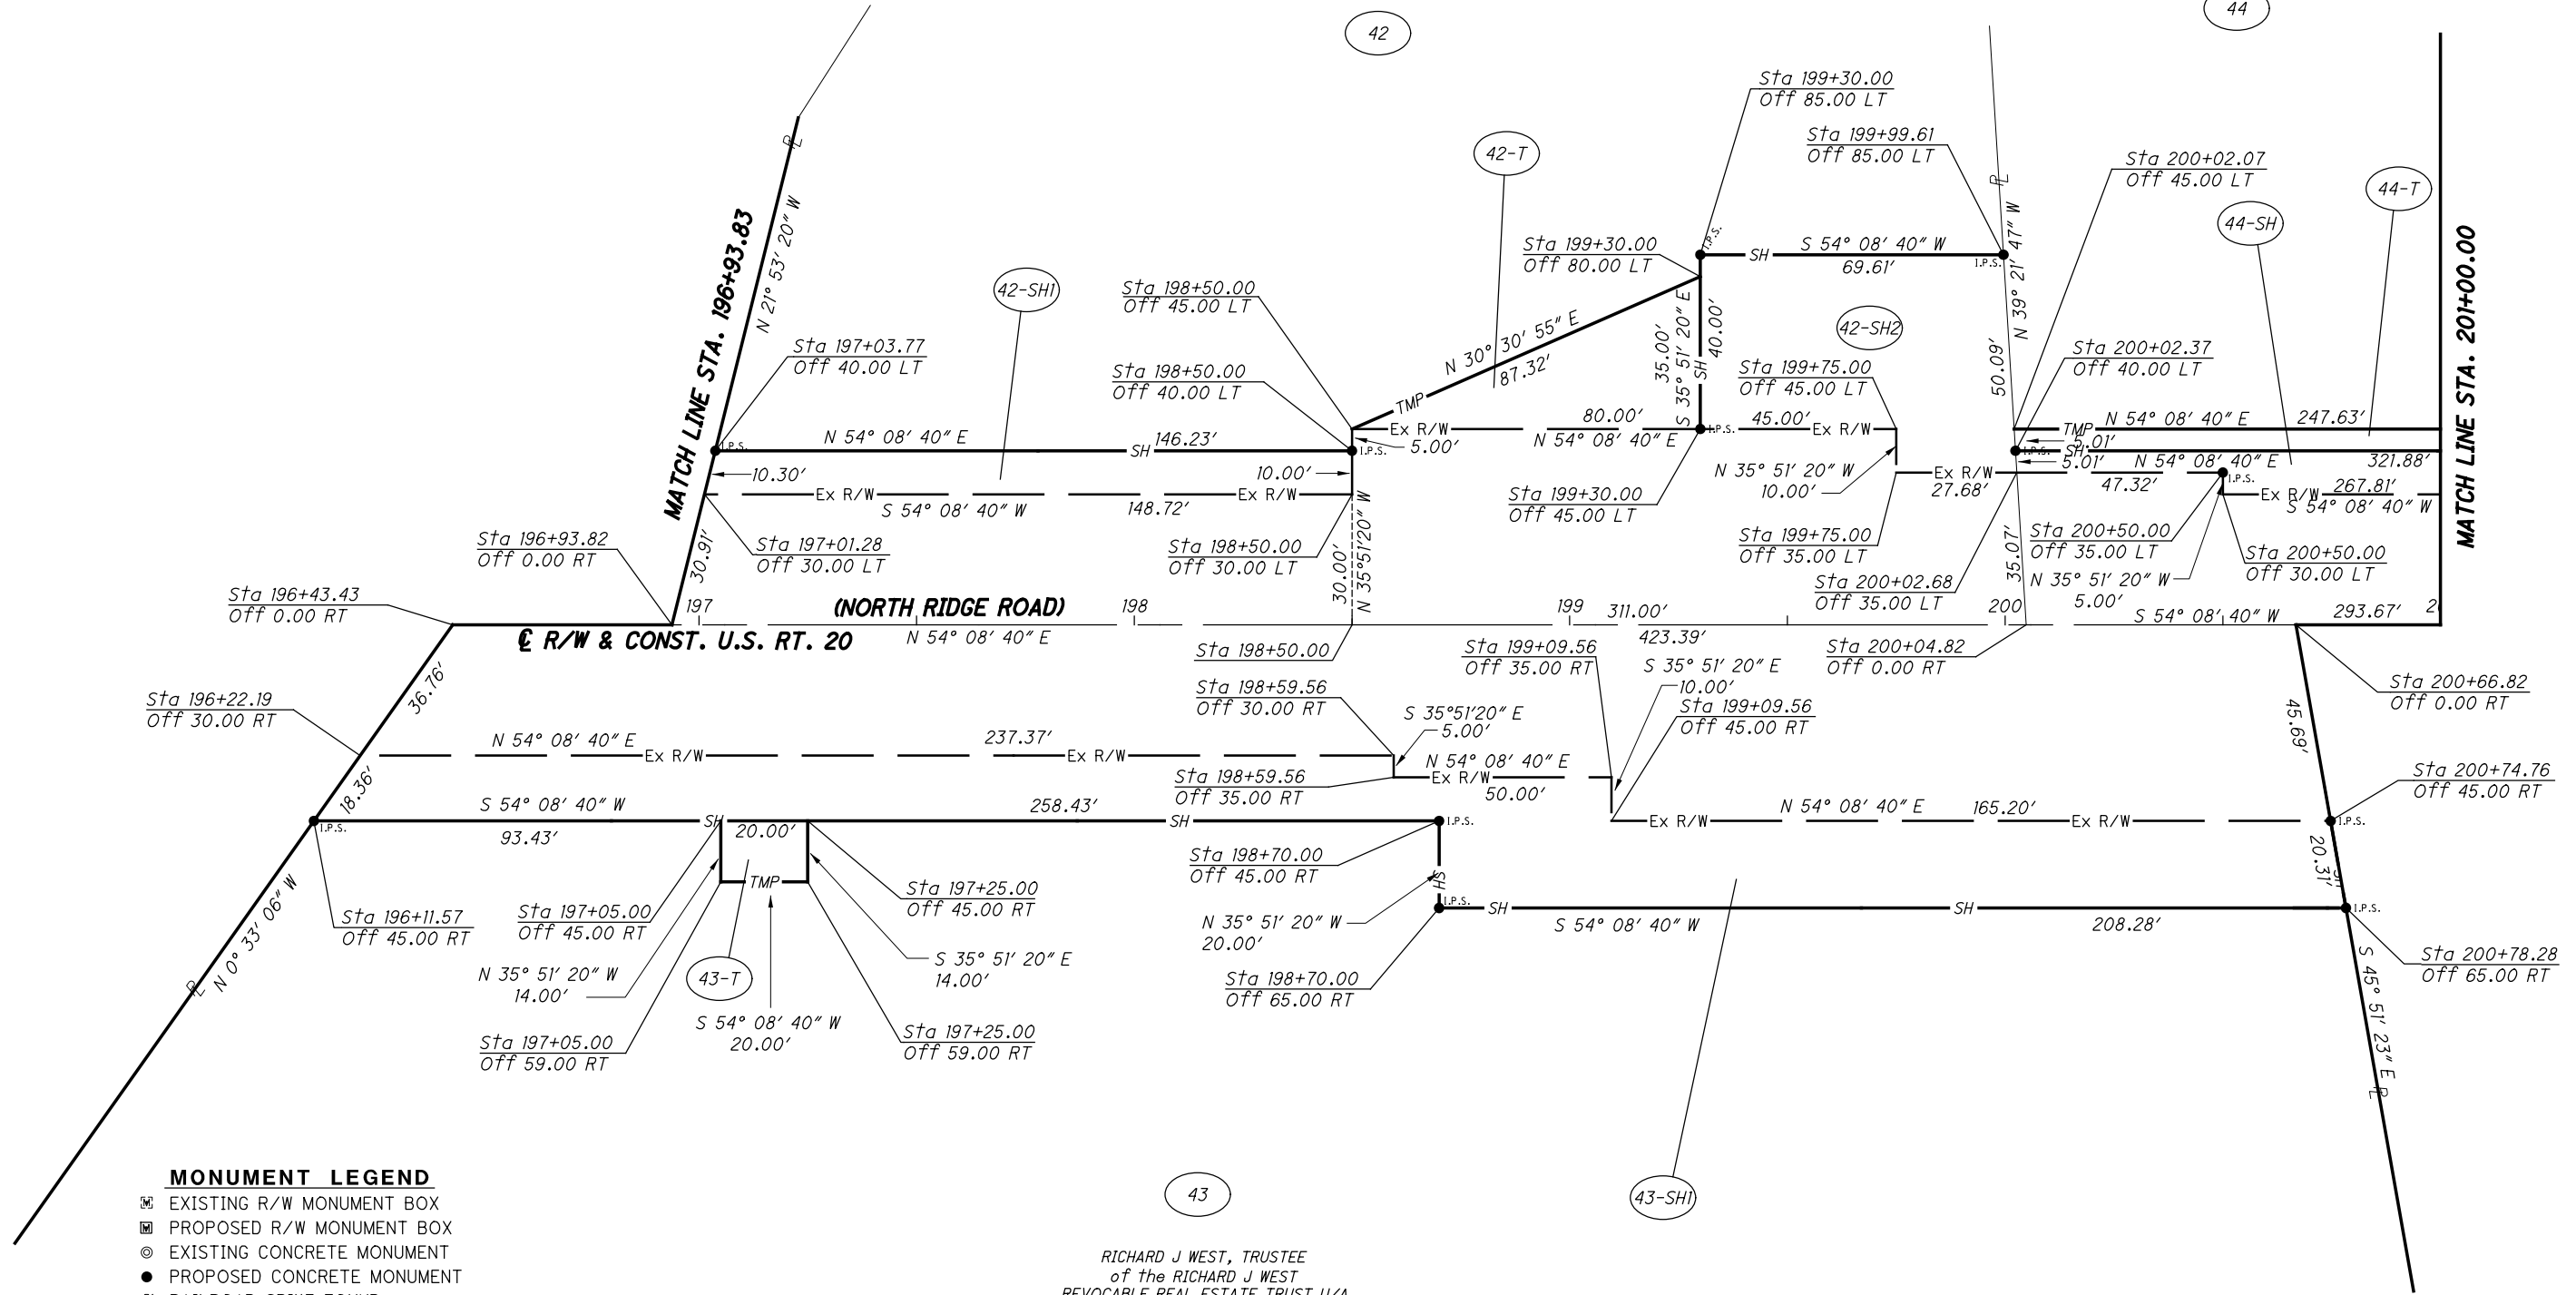 42
44
Sta 199+30.00
Off 85.00 LT
Sta 199+99.61
Off 85.00 LT
42-T
Sta 200+02.07
Off 45.00 LT
44-T
44-SH
PL
PL
N 21° 53' 20" W
MATCH LINE STA. 196+93.83
MATCH LINE STA. 201+00.00
N 39° 21' 47" W
I.P.S.
SH
S 54° 08' 40" W
69.61'
I.P.S.
Sta 199+30.00
Off 80.00 LT
42-SH1
Sta 198+50.00
Off 45.00 LT
42-SH2
N 30° 30' 55" E
87.32'
TMP
35.00'
S 35° 51' 20" E
SH
40.00'
50.09'
Sta 197+03.77
Off 40.00 LT
Sta 198+50.00
Off 40.00 LT
Sta 199+75.00
Off 45.00 LT
Sta 200+02.37
Off 40.00 LT
I.P.S.
N 54° 08' 40" E
SH
146.23'
I.P.S.
5.00'
Ex R/W
80.00'
N 54° 08' 40" E
I.P.S.
45.00'
Ex R/W
TMP
N 54° 08' 40" E
247.63'
5.01'
I.P.S.
SH
5.01'
N 54° 08' 40" E
321.88'
10.30'
10.00'
Ex R/W
Ex R/W
S 54° 08' 40" W
148.72'
N 35° 51' 20" W
10.00'
Ex R/W
27.68'
47.32'
I.P.S.
Ex R/W
267.81'
S 54° 08' 40" W
Sta 199+30.00
Off 45.00 LT
Sta 196+93.82
Off 0.00 RT
30.91'
Sta 197+01.28
Off 30.00 LT
Sta 198+50.00
Off 30.00 LT
30.00'
N 35°51'20" W
Sta 199+75.00
Off 35.00 LT
35.07'
Sta 200+50.00
Off 35.00 LT
Sta 200+50.00
Off 30.00 LT
Sta 200+02.68
Off 35.00 LT
N 35° 51' 20" W
5.00'
Sta 196+43.43
Off 0.00 RT
197
(NORTH RIDGE ROAD)
198
199
311.00'
200
S 54° 08' 40" W
293.67'
℄ R/W & CONST. U.S. RT. 20
N 54° 08' 40" E
423.39'
Sta 198+50.00
Sta 199+09.56
Off 35.00 RT
S 35° 51' 20" E
10.00'
Sta 200+04.82
Off 0.00 RT
Sta 200+66.82
Off 0.00 RT
36.76'
Sta 196+22.19
Off 30.00 RT
Sta 198+59.56
Off 30.00 RT
S 35°51'20" E
5.00'
Sta 199+09.56
Off 45.00 RT
45.69'
N 54° 08' 40" E
Ex R/W
237.37'
Ex R/W
N 54° 08' 40" E
Ex R/W
50.00'
Sta 198+59.56
Off 35.00 RT
Sta 200+74.76
Off 45.00 RT
18.36'
I.P.S.
S 54° 08' 40" W
93.43'
SH
20.00'
258.43'
SH
I.P.S.
Ex R/W
N 54° 08' 40" E
165.20'
Ex R/W
I.P.S.
20.31'
SH
TMP
Sta 198+70.00
Off 45.00 RT
SH
I.P.S.
SH
S 54° 08' 40" W
SH
208.28'
I.P.S.
N 0° 33' 06" W
PL
Sta 196+11.57
Off 45.00 RT
Sta 197+05.00
Off 45.00 RT
Sta 197+25.00
Off 45.00 RT
N 35° 51' 20" W
20.00'
N 35° 51' 20" W
14.00'
43-T
S 35° 51' 20" E
14.00'
Sta 198+70.00
Off 65.00 RT
Sta 200+78.28
Off 65.00 RT
S 54° 08' 40" W
20.00'
Sta 197+05.00
Off 59.00 RT
Sta 197+25.00
Off 59.00 RT
S 45° 51' 23" E
PL
MONUMENT LEGEND
EXISTING R/W MONUMENT BOX
PROPOSED R/W MONUMENT BOX
EXISTING CONCRETE MONUMENT
PROPOSED CONCRETE MONUMENT
43
43-SH1
RICHARD J WEST, TRUSTEE
of the RICHARD J WEST
REVOCABLE REAL ESTATE TRUST U/A